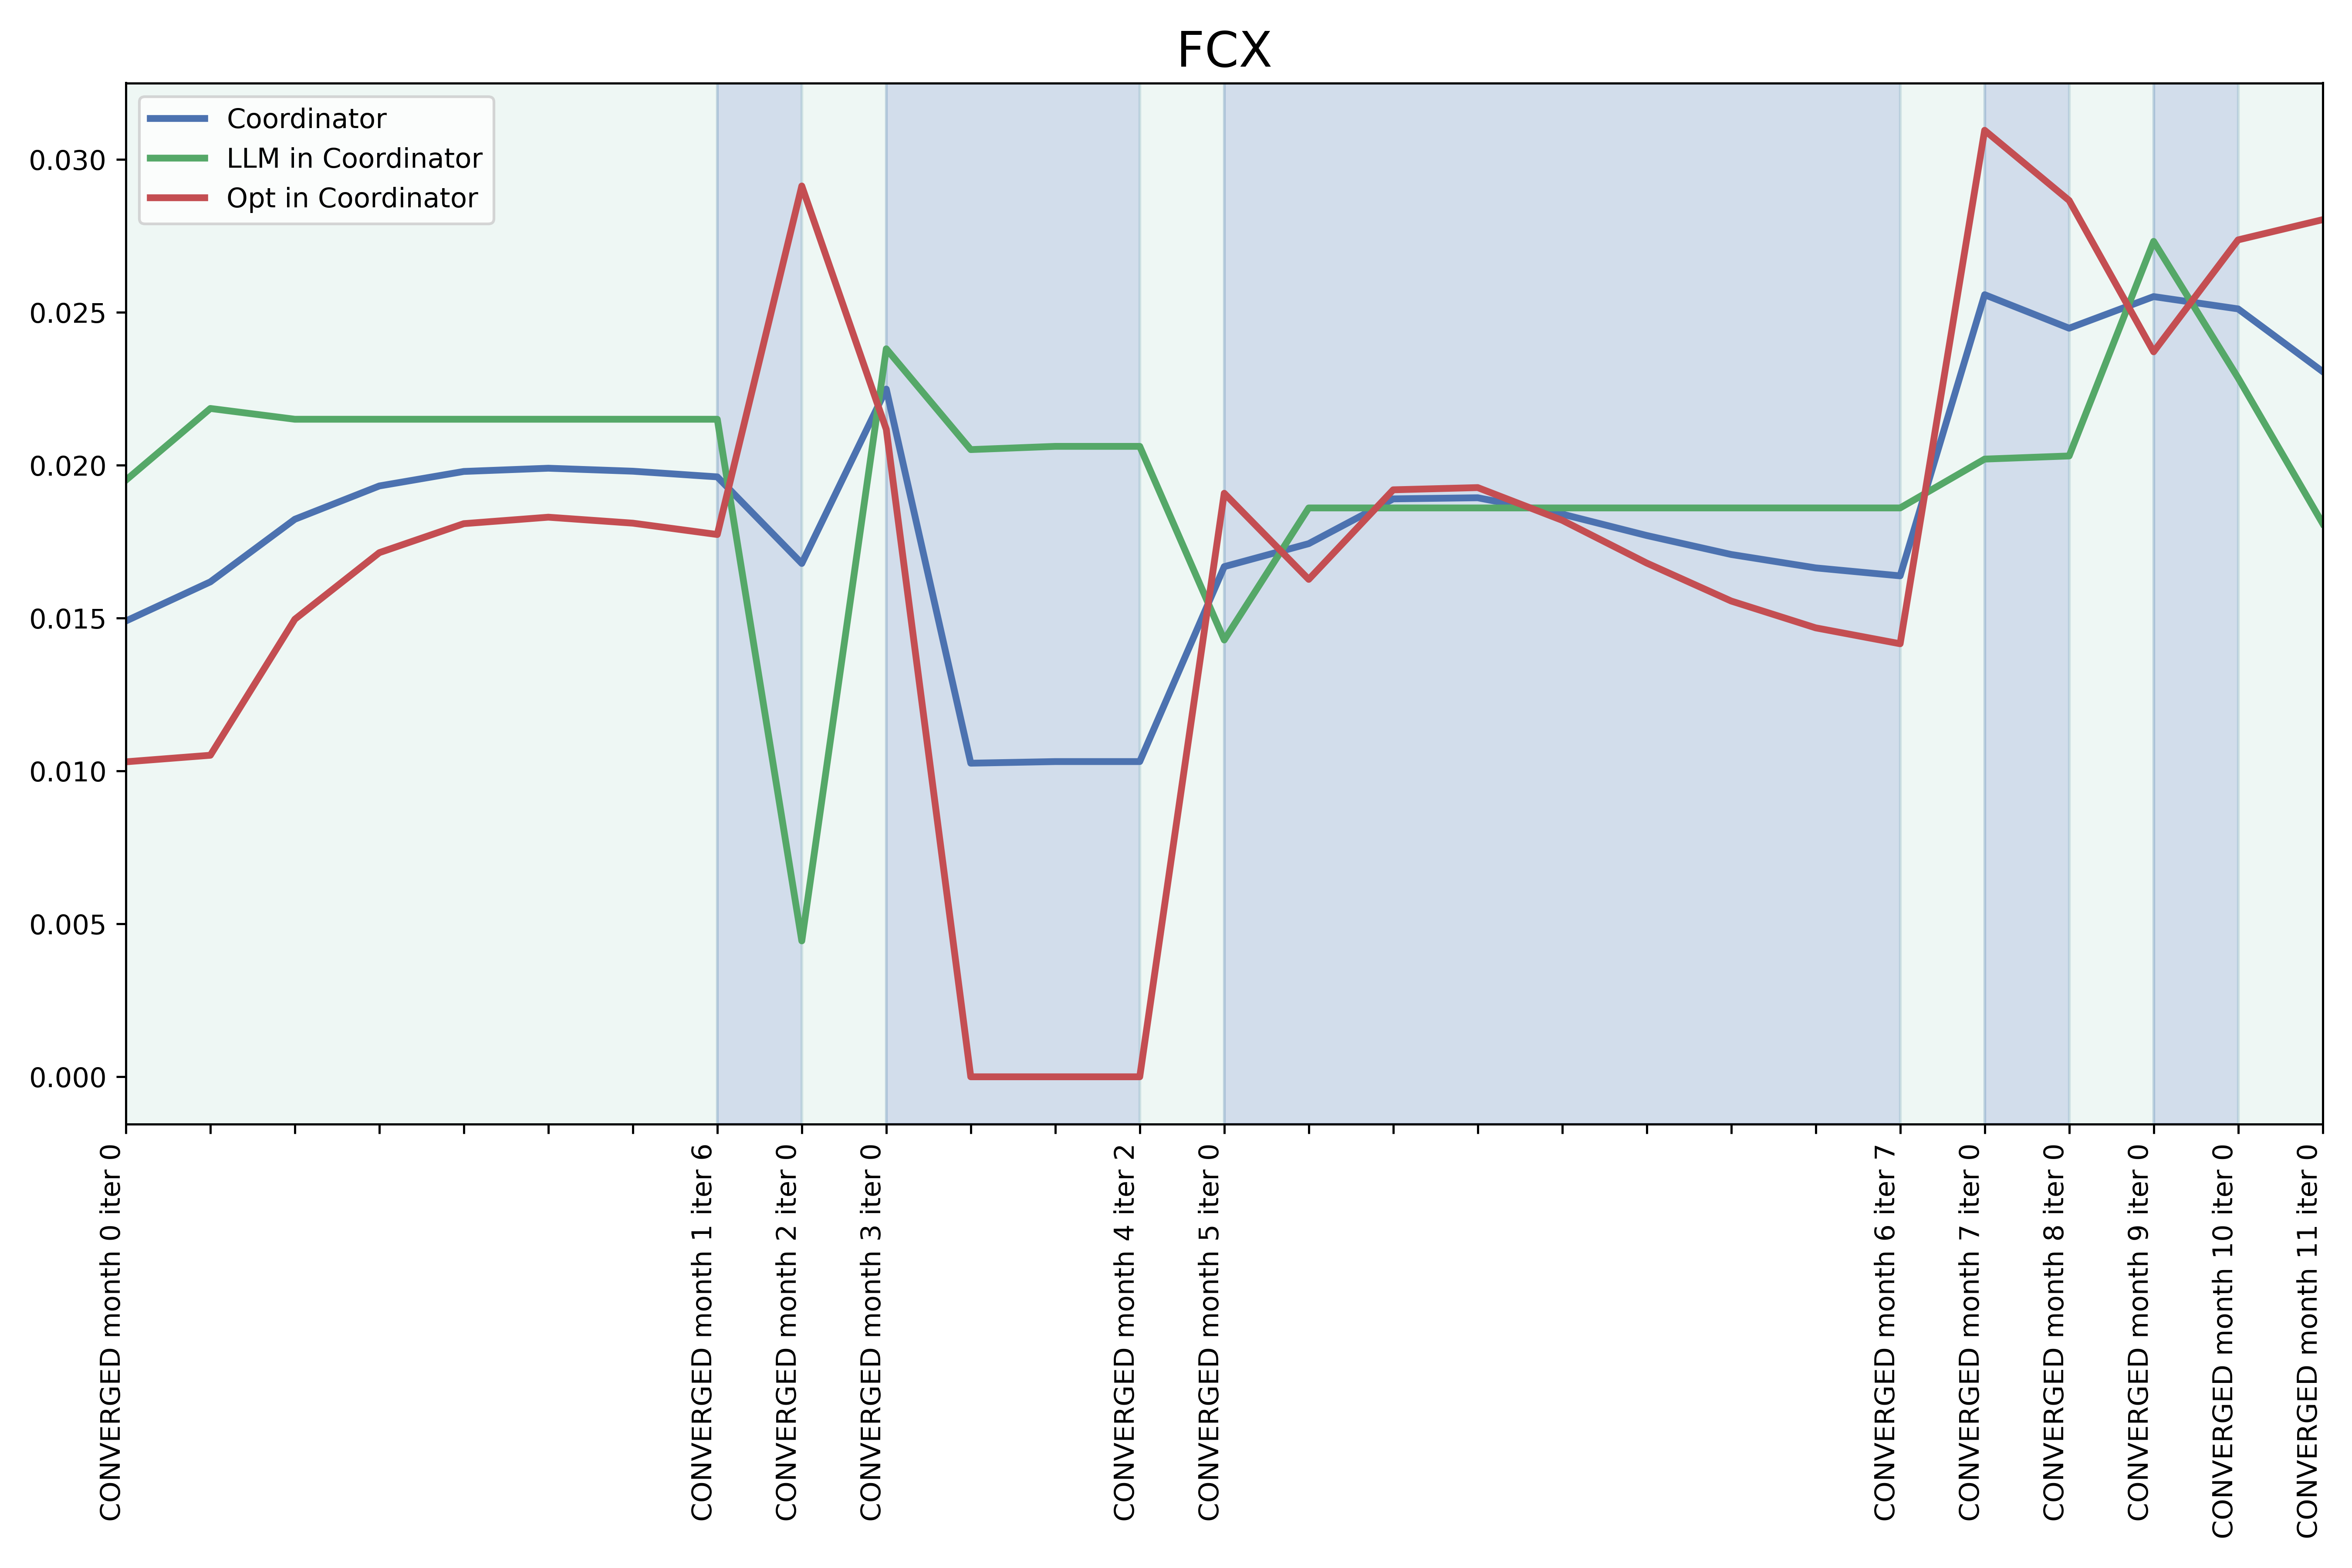 FCX
Coordinator
LLM in Coordinator
Opt in Coordinator
0.030
0.025
0.020
0.015
0.010
0.005
0.000
CONVERGED month 0 iter 0
CONVERGED month 1 iter 6
CONVERGED month 2 iter 0
CONVERGED month 3 iter 0
CONVERGED month 4 iter 2
CONVERGED month 5 iter 0
CONVERGED month 6 iter 7
CONVERGED month 7 iter 0
CONVERGED month 8 iter 0
CONVERGED month 9 iter 0
CONVERGED month 10 iter 0
CONVERGED month 11 iter 0